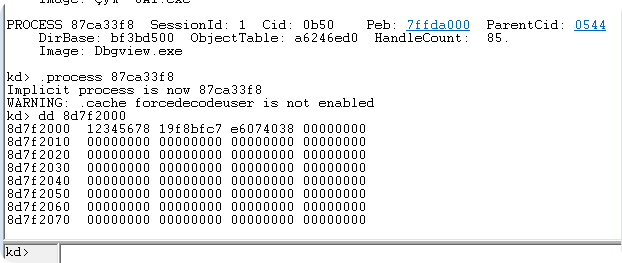 PROCESS 87ca33f8 SessionId: 1 Cid: 0b50 Peb: 7ffda000 ParentCid: 0544
DirBase: bf3bd500 ObjectTable: a6246ed0 HandleCount: 85.
Image: Dbgview.exe
kd> .process 87ca33f8
Implicit process is now 87ca33f8
WARNING: .cache forcedecodeuser is not enabled
kd> dd 8d7f2000
8d7f2000 12345678 19f8bfc7 e6074038 00000000
8d7f2010 00000000 00000000 00000000 00000000
8d7f2020 00000000 00000000 00000000 00000000
8d7f2030 00000000 00000000 00000000 00000000
8d7f2040 00000000 00000000 00000000 00000000
8d7f2050 00000000 00000000 00000000 00000000
8d7f2060 00000000 00000000 00000000 00000000
8d7f2070 00000000 00000000 00000000 00000000
kd>